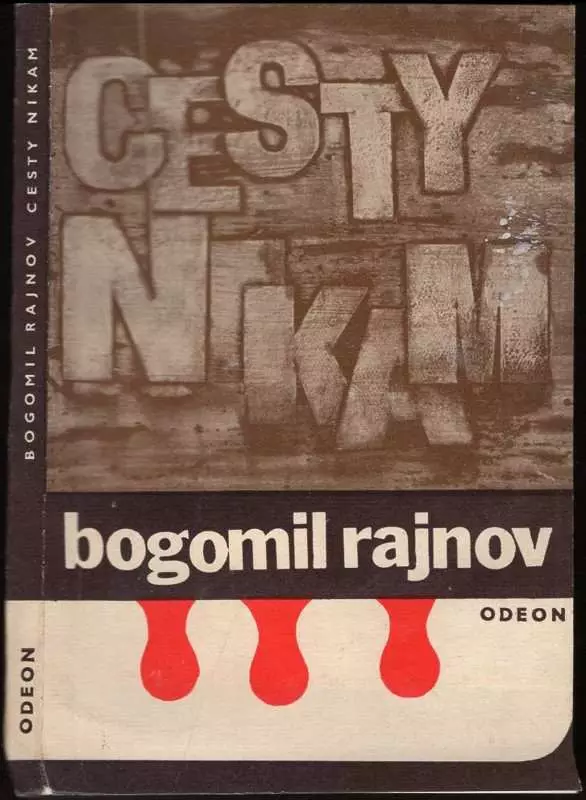 CESTY
NIKAM
bogomil rajnov
ODEON
BOGOMIL RAJNOV CESTY NIKAM
ODEON